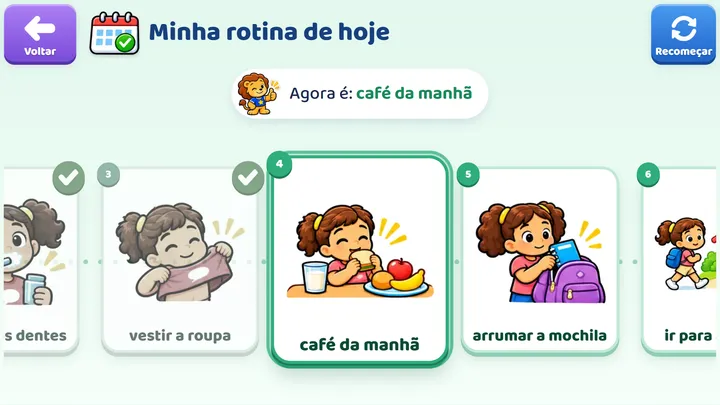 Voltar
Minha rotina de hoje
Recomeçar
Agora é: café da manhã
s dentes
3
vestir a roupa
4
café da manhã
5
arrumar a mochila
6
ir para